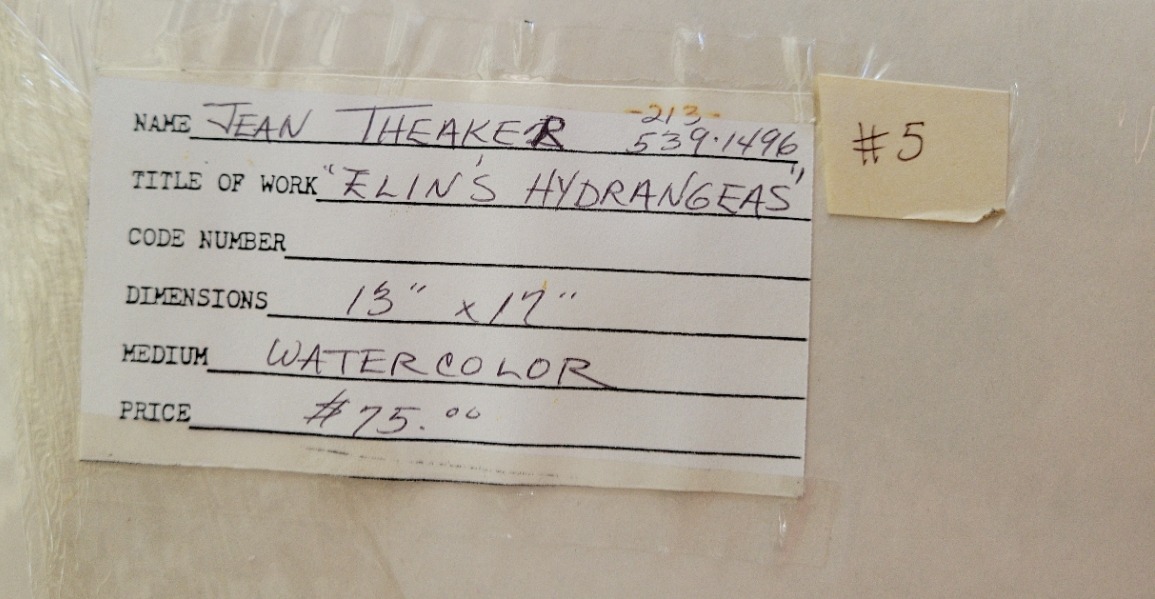 NAME JEAN THEAKER -213- 539·1496
TITLE OF WORK "ELIN'S HYDRANGEAS"
CODE NUMBER
DIMENSIONS 13" x 17"
MEDIUM WATERCOLOR
PRICE $75.00
#5